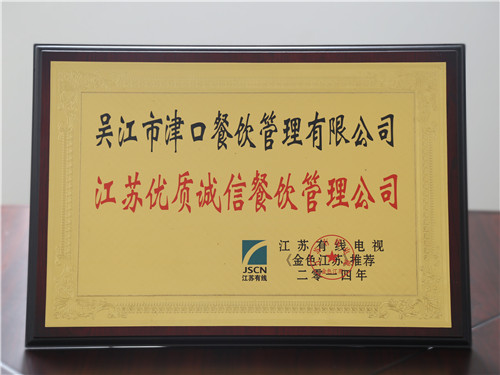 吴江市津口餐饮管理有限公司
江苏优质诚信餐饮管理公司
JSCN
江苏有线
江苏有线电视
《金色江苏》推荐
二零一四年